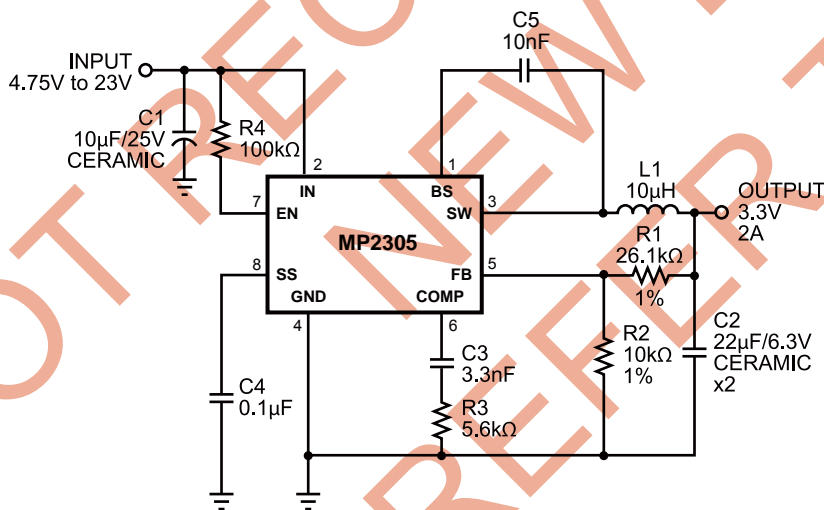 INPUT
4.75V to 23V
C1
10µF/25V
CERAMIC
R4
100kΩ
C5
10nF
2
1
IN
BS
7
EN
SW
3
MP2305
8
SS
FB
5
GND
COMP
4
6
L1
10µH
OUTPUT
3.3V
2A
R1
26.1kΩ
1%
R2
10kΩ
1%
C2
22µF/6.3V
CERAMIC
x2
C3
3.3nF
R3
5.6kΩ
C4
0.1µF
NOT REC
NEW
REFER T